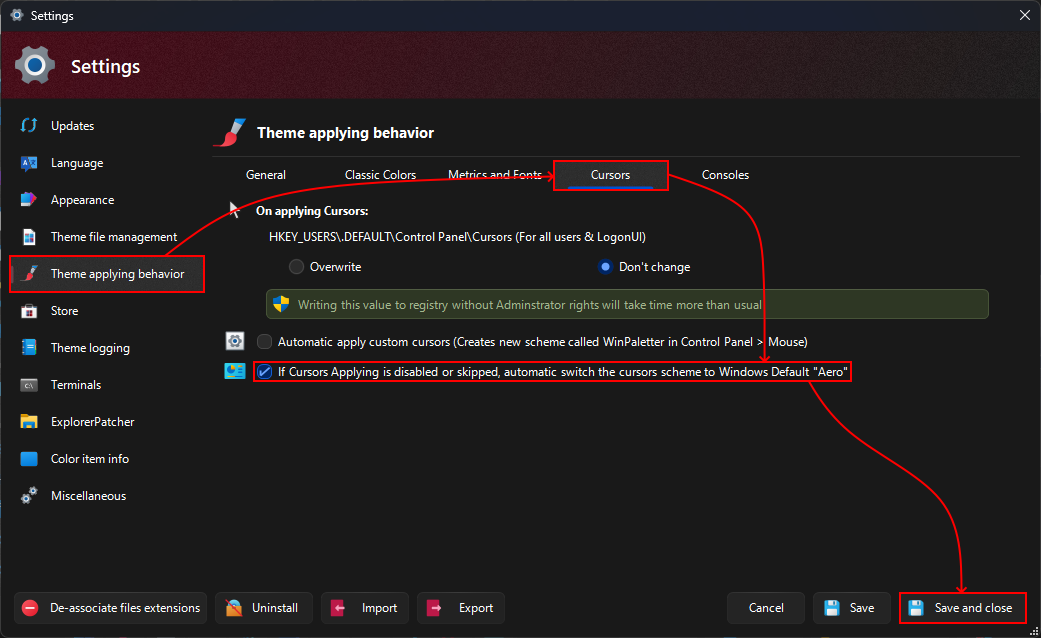 Settings
Settings
Updates
Language
Appearance
Theme file management
Theme applying behavior
Store
Theme logging
Terminals
ExplorerPatcher
Color item info
Miscellaneous
Theme applying behavior
General Classic Colors Metrics and Fonts Cursors Consoles
On applying Cursors:
HKEY_USERS\.DEFAULT\Control Panel\Cursors (For all users & LogonUI)
Overwrite Don't change
Writing this value to registry without Adminstrator rights will take time more than usual
Automatic apply custom cursors (Creates new scheme called WinPaletter in Control Panel > Mouse)
If Cursors Applying is disabled or skipped, automatic switch the cursors scheme to Windows Default "Aero"
De-associate files extensions Uninstall Import Export Cancel Save Save and close